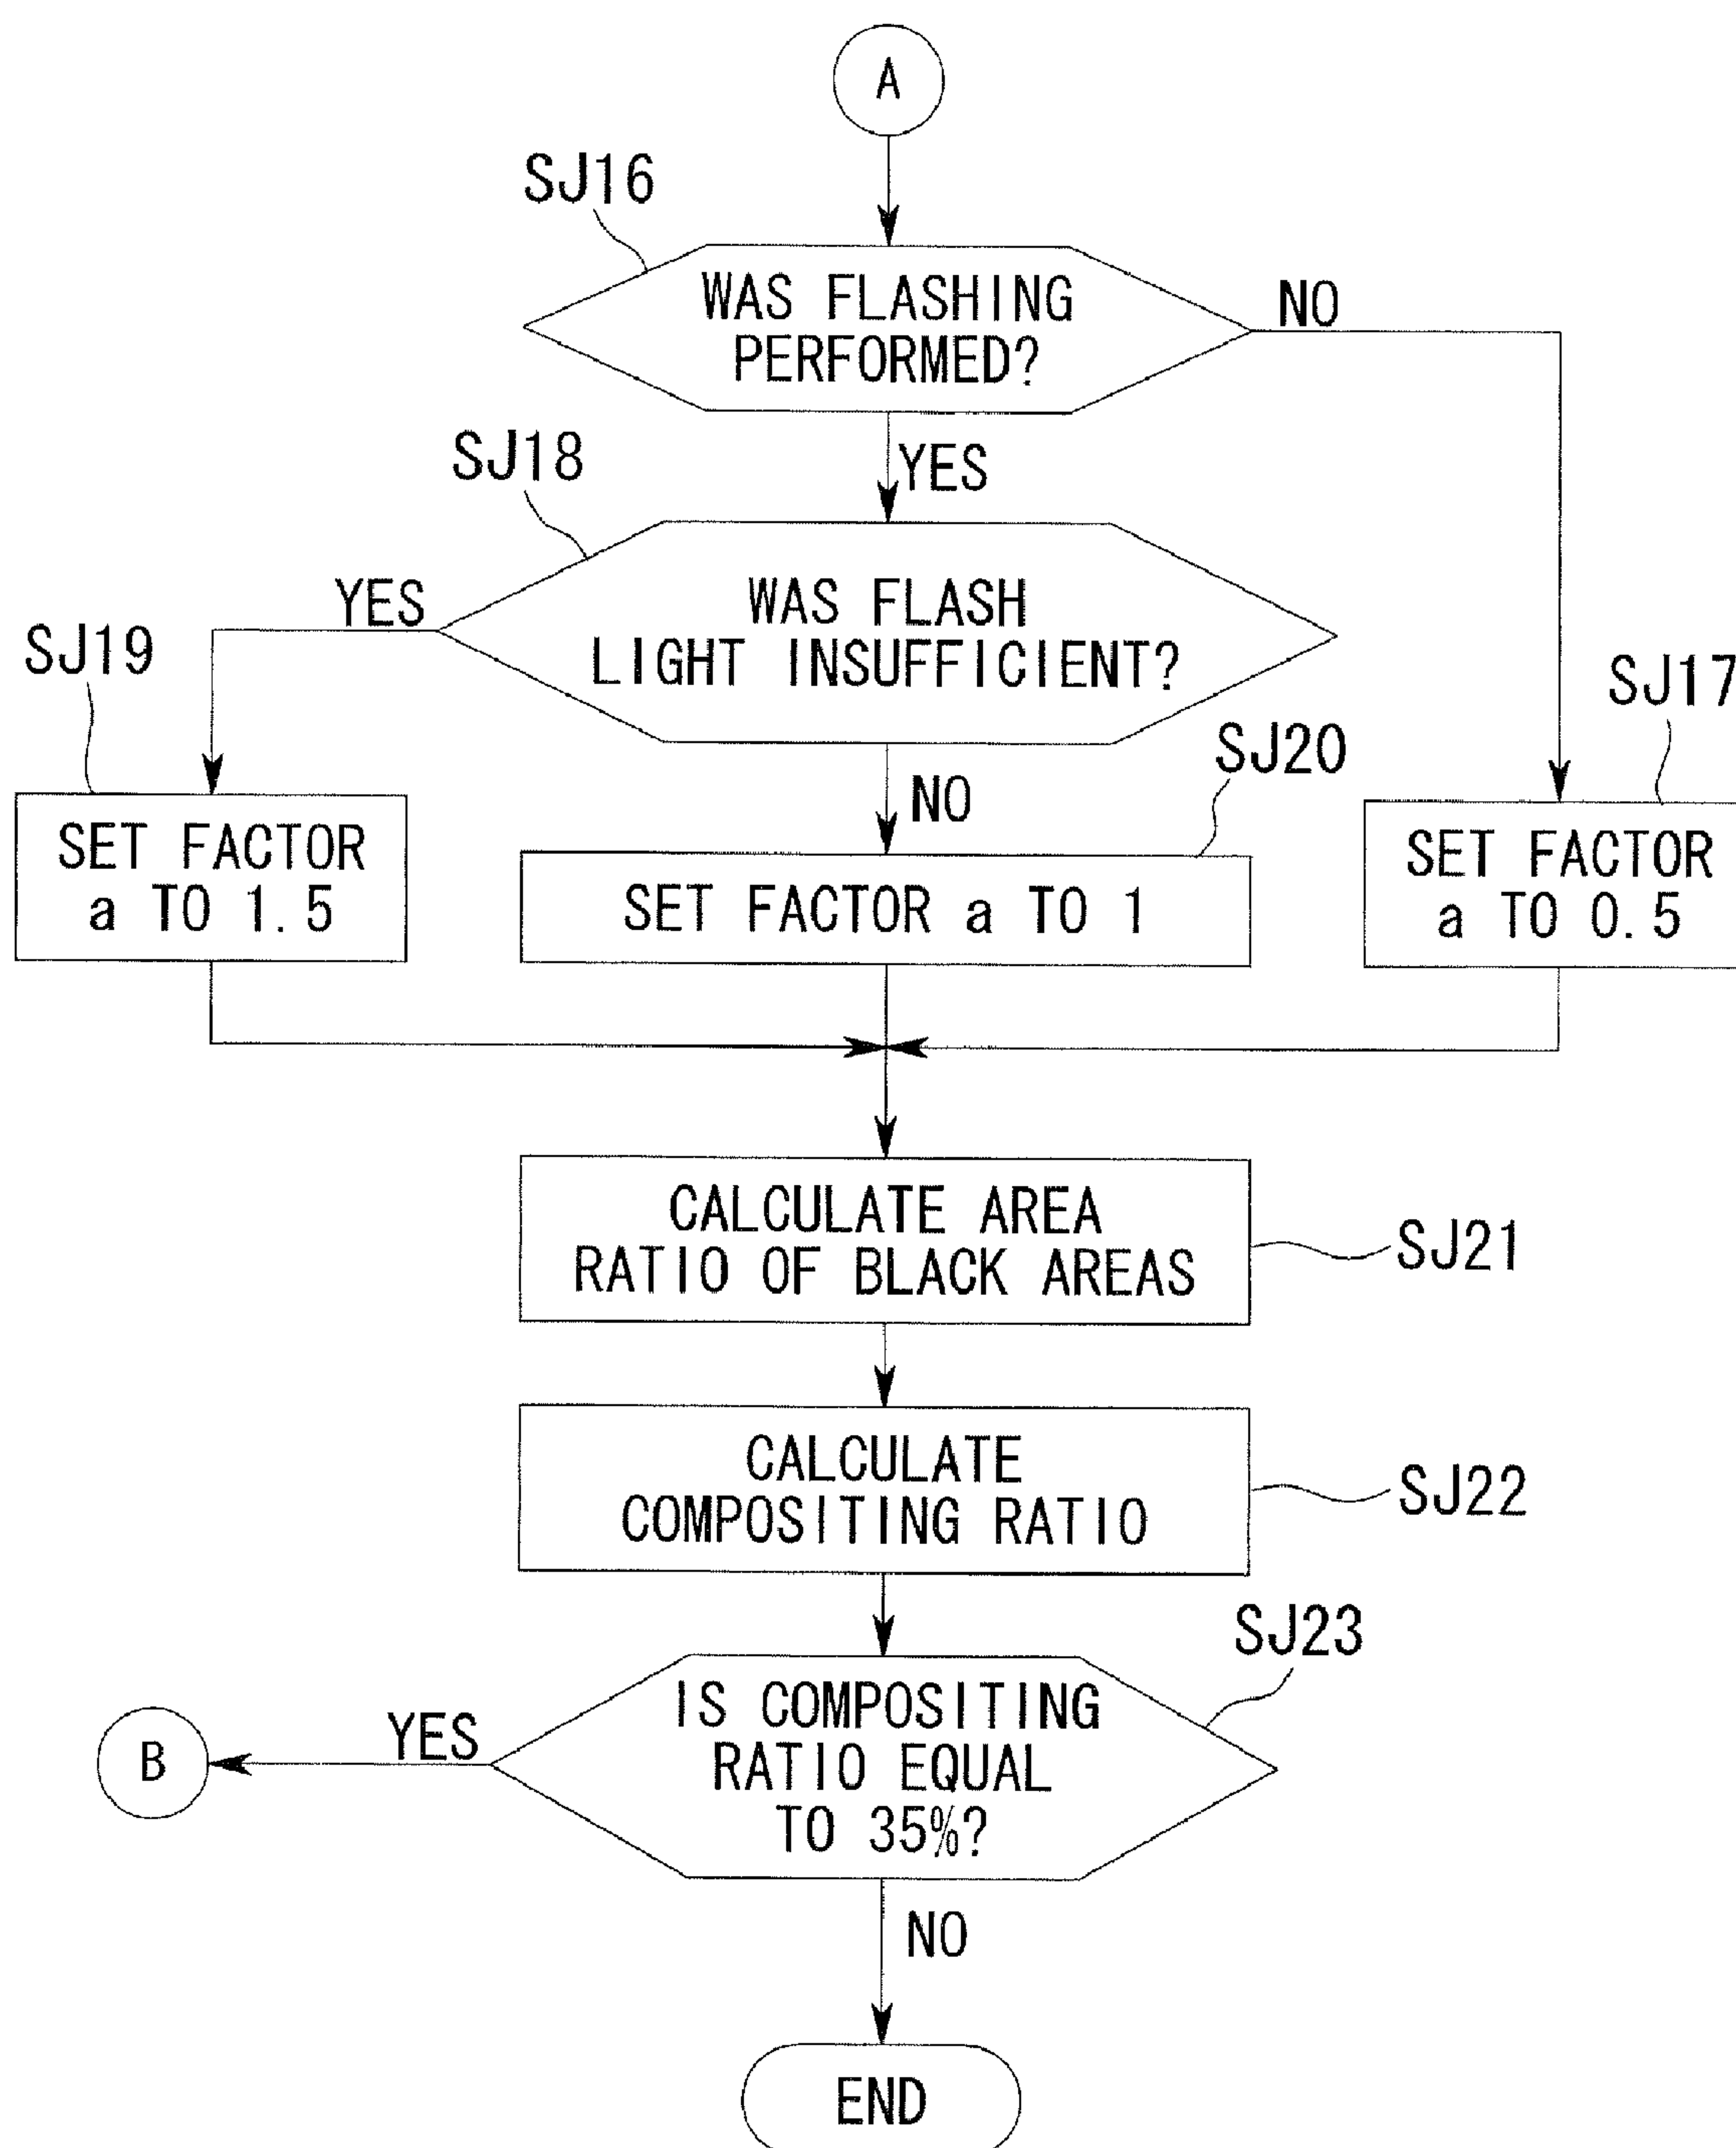 A
SJ16
WAS FLASHING
PERFORMED?
NO
YES
SJ18
WAS FLASH
LIGHT INSUFFICIENT?
YES
SJ19
SJ17
NO
SJ20
SET FACTOR
a TO 1.5
SET FACTOR a TO 1
SET FACTOR
a TO 0.5
CALCULATE AREA
RATIO OF BLACK AREAS
SJ21
CALCULATE
COMPOSITING RATIO
SJ22
SJ23
IS COMPOSITING
RATIO EQUAL
TO 35%?
YES
B
NO
END